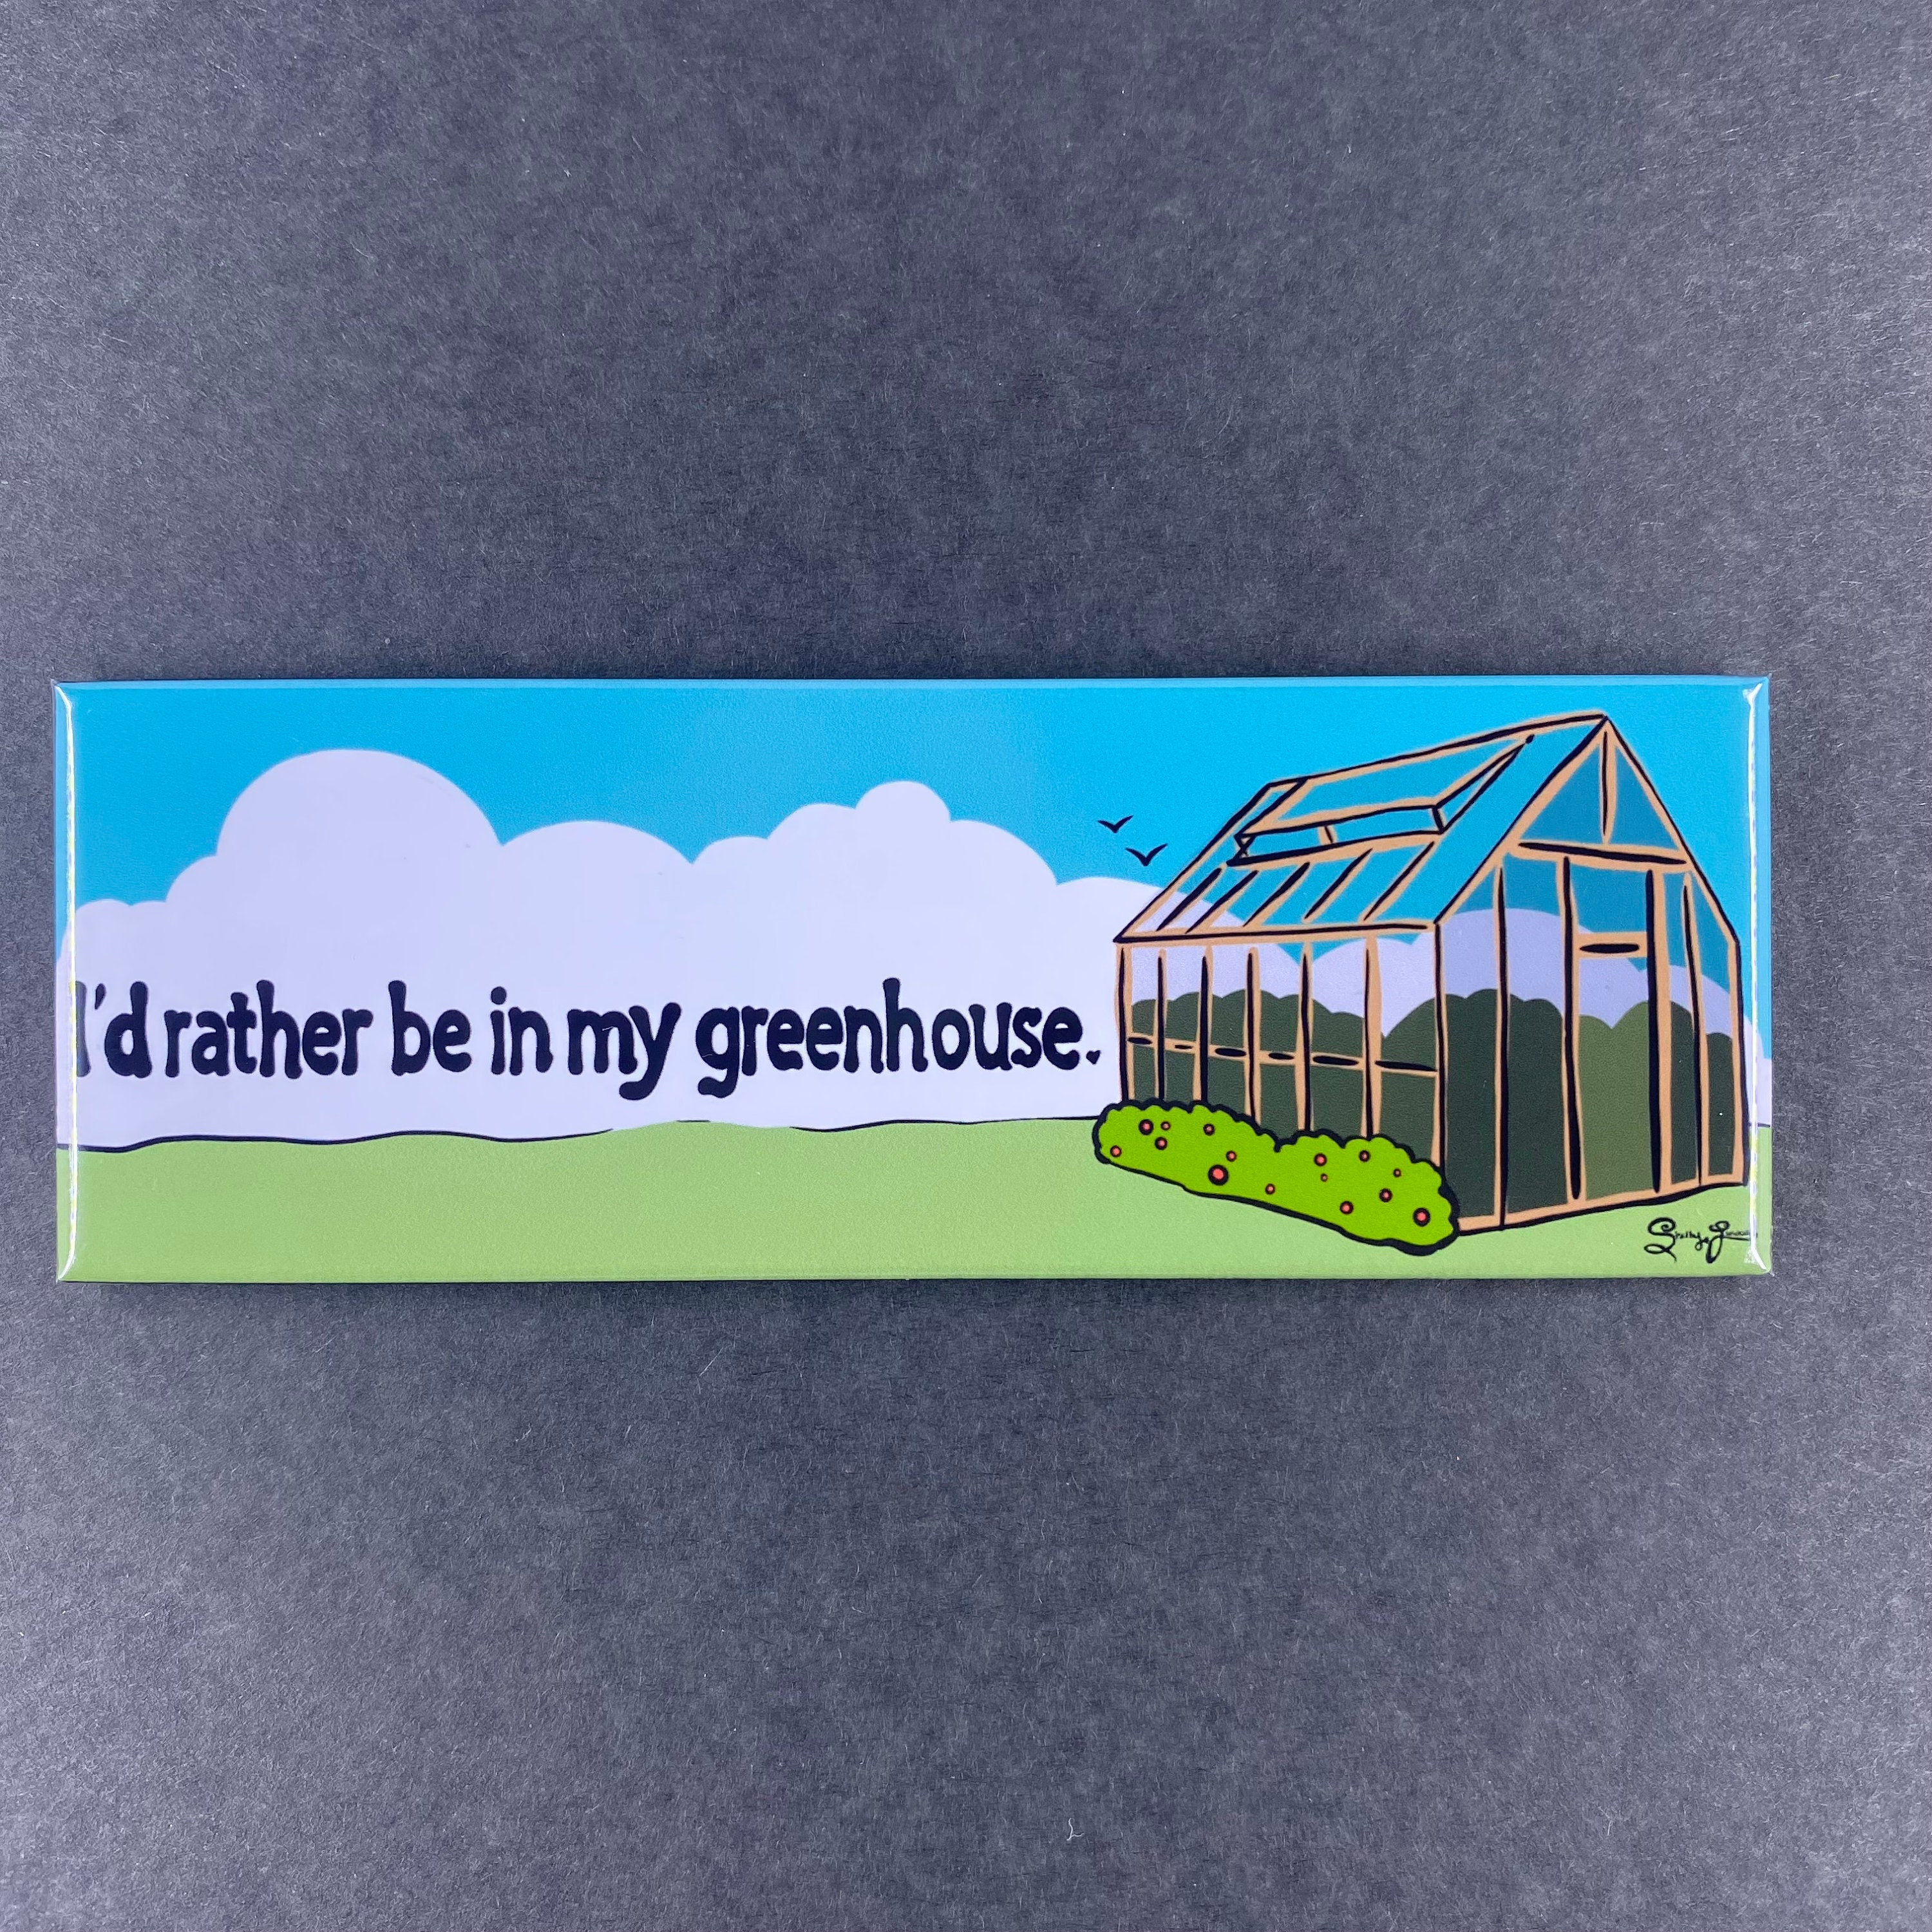 I'd rather be in my greenhouse.